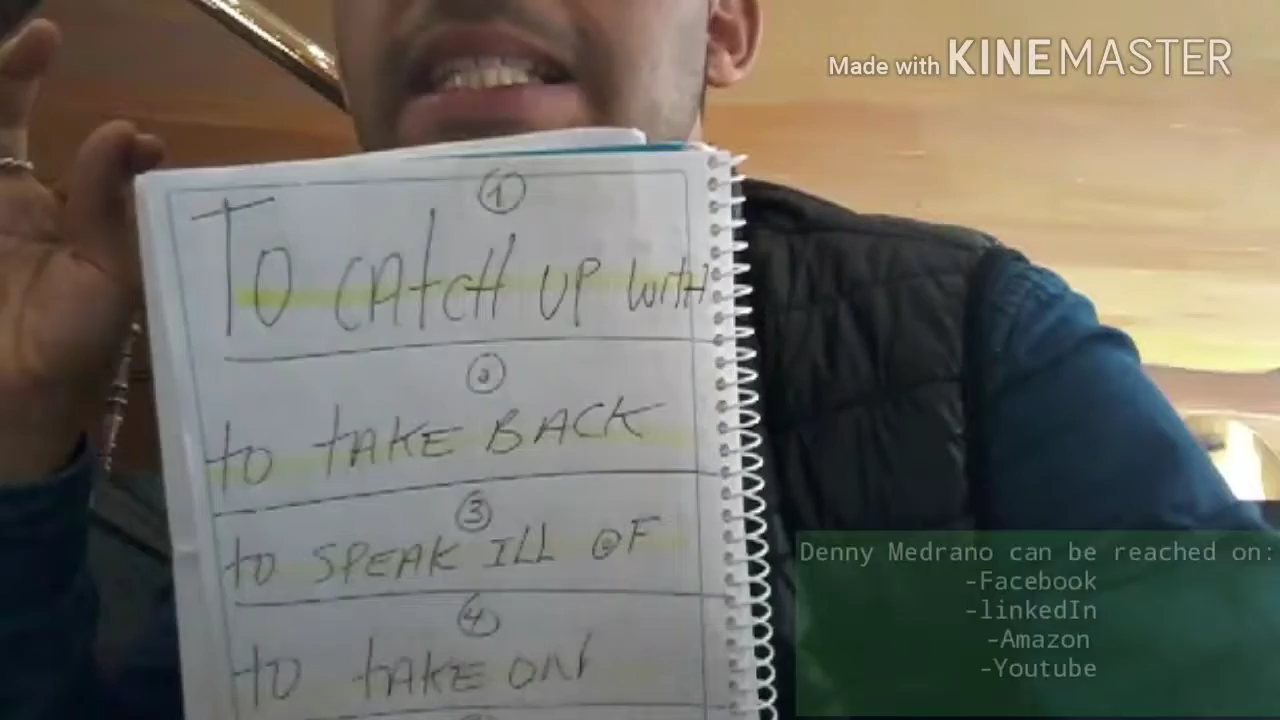 Made with KINEMASTER
①
To CAtCH UP WitH
②
to tAKE BACK
③
to SPEAK ILL OF
④
to tAKE ON
Denny Medrano can be reached on:
-Facebook
-linkedIn
-Amazon
-Youtube